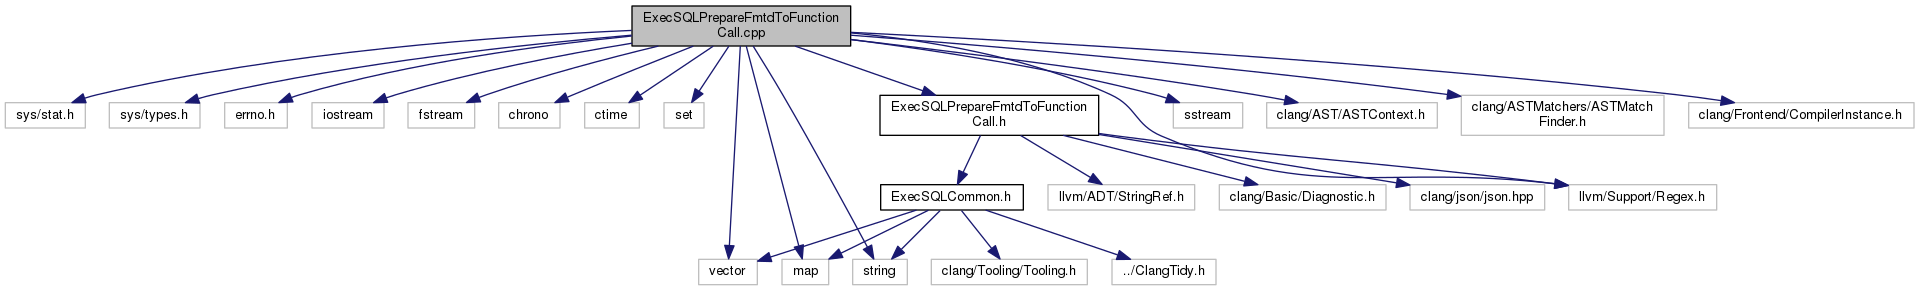 ExecSQLPrepareFmtdToFunction
Call.cpp
sys/stat.h
sys/types.h
errno.h
iostream
fstream
chrono
ctime
set
ExecSQLPrepareFmtdToFunction
Call.h
sstream
clang/AST/ASTContext.h
clang/ASTMatchers/ASTMatch
Finder.h
clang/Frontend/CompilerInstance.h
ExecSQLCommon.h
llvm/ADT/StringRef.h
clang/Basic/Diagnostic.h
clang/json/json.hpp
llvm/Support/Regex.h
vector
map
string
clang/Tooling/Tooling.h
../ClangTidy.h